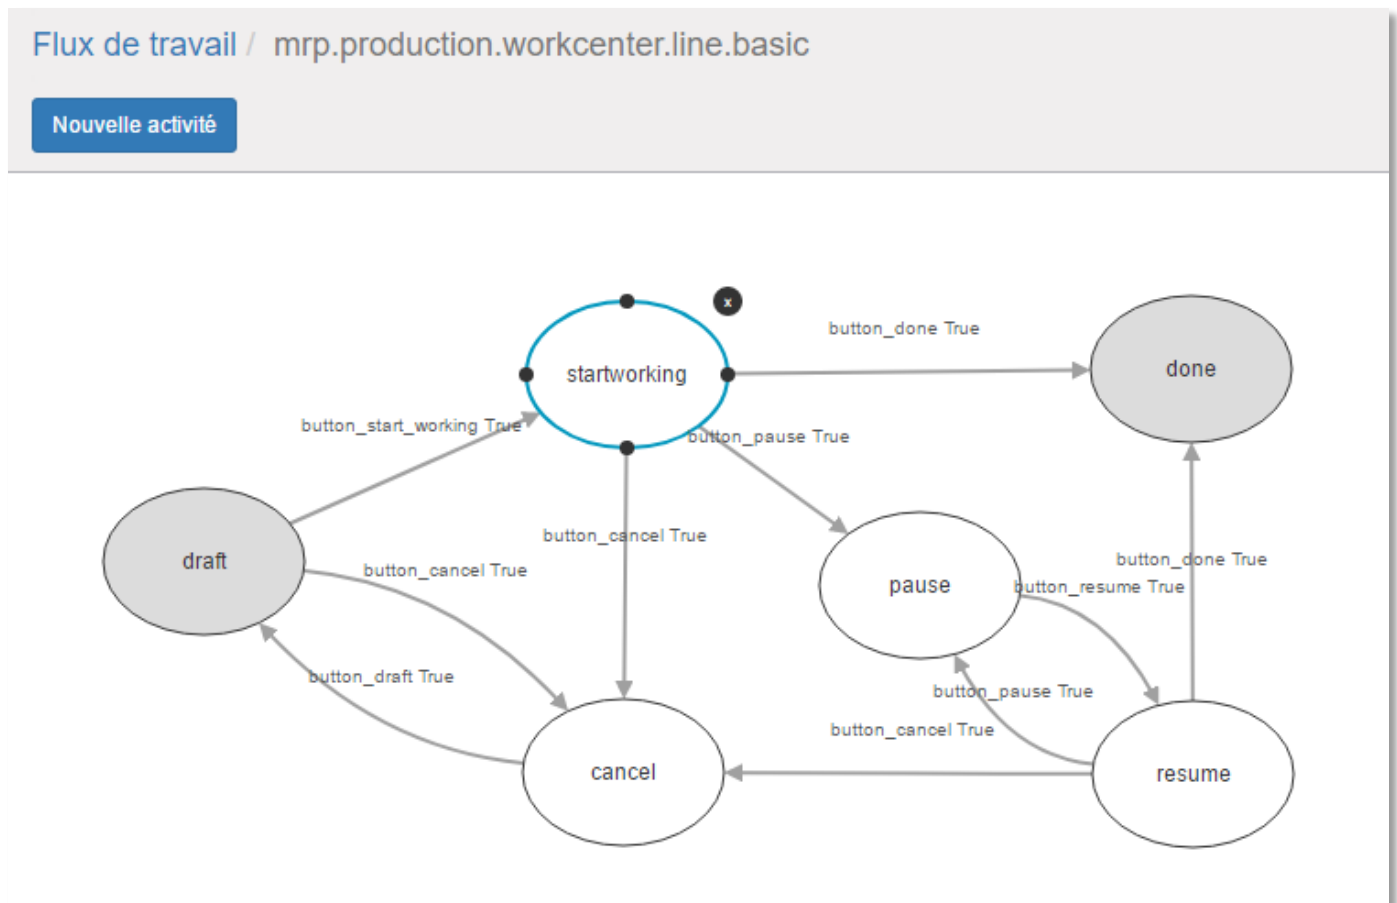 Flux de travail / mrp.production.workcenter.line.basic
Nouvelle activité
x
button_done True
startworking
done
button_start_working True
button_pause True
button_cancel True
draft
button_cancel True
button_done True
pause
button_resume True
button_draft True
button_pause True
button_cancel True
cancel
resume